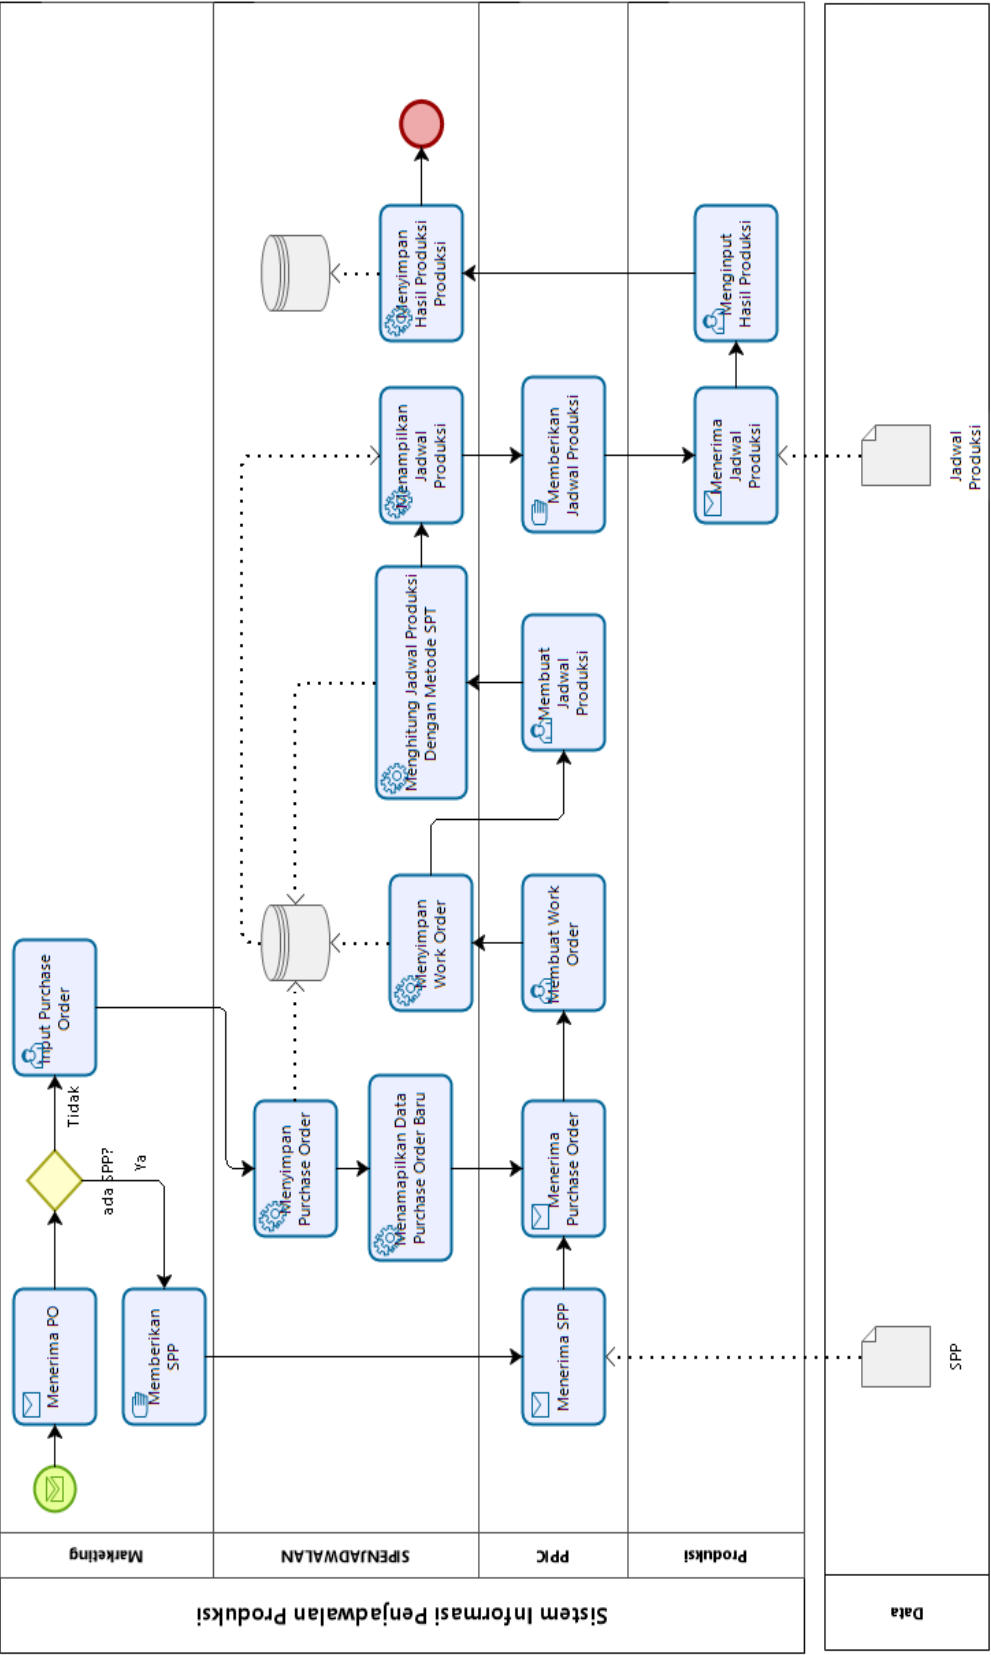 Sistem Informasi Penjadwalan Produksi
Marketing
Menerima PO
Memberikan
SPP
ada SPP?
Ya
Tidak
Input Purchase
Order
SIPENJADWALAN
Menyimpan
Purchase Order
Menamapilkan Data
Purchase Order Baru
Menyimpan
Work Order
Menghitung Jadwal Produksi
Dengan Metode SPT
Menampilkan
Jadwal
Produksi
Menyimpan
Hasil Produksi
Produksi
PPIC
Menerima SPP
Menerima
Purchase Order
Membuat Work
Order
Membuat
Jadwal
Produksi
Memberikan
Jadwal Produksi
Produksi
Menerima
Jadwal
Produksi
Menginput
Hasil Produksi
Data
SPP
Jadwal
Produksi